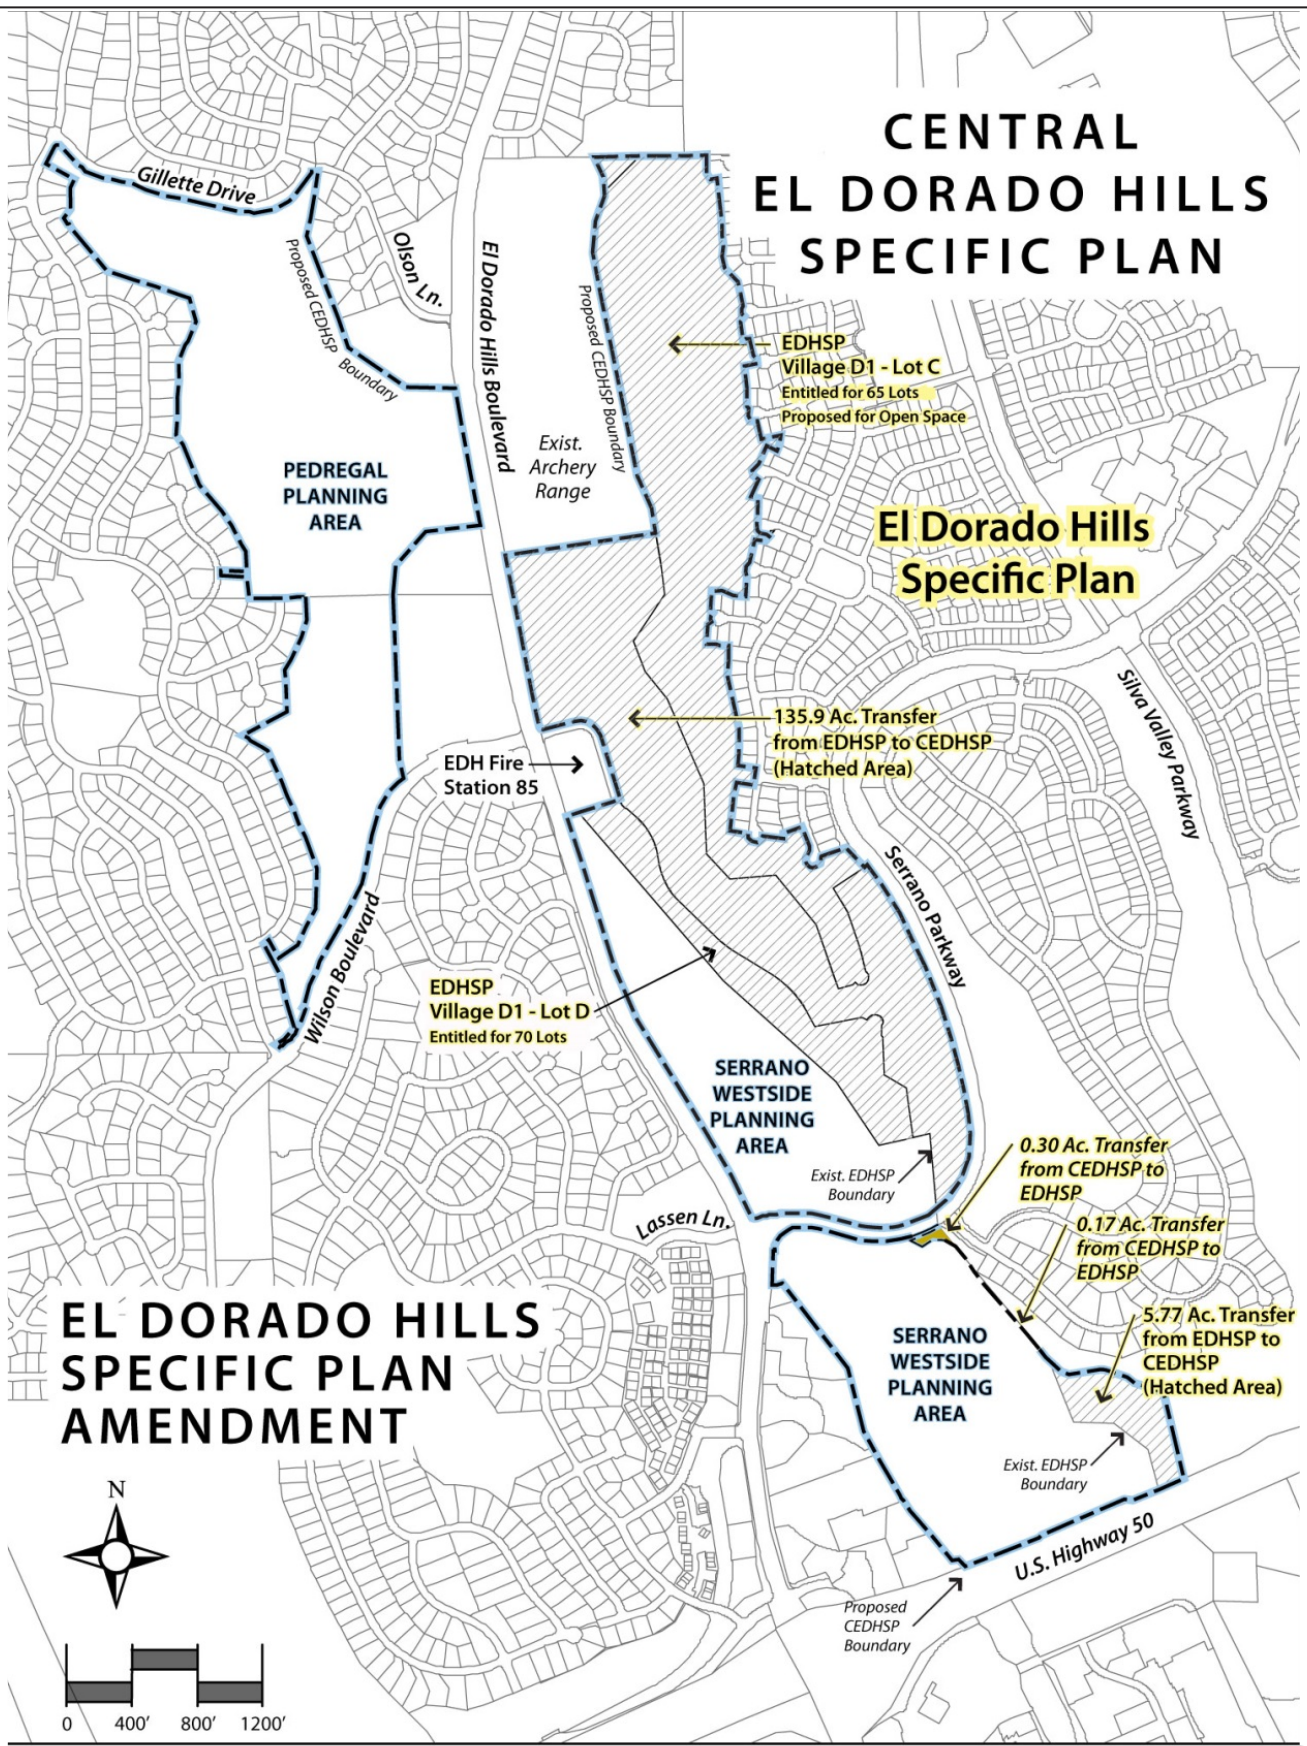 CENTRAL
EL DORADO HILLS
SPECIFIC PLAN
Gillette Drive
Olson Ln.
El Dorado Hills Boulevard
Proposed CEDHSP Boundary
Proposed CEDHSP Boundary
EDHSP
Village D1 - Lot C
Entitled for 65 Lots
Proposed for Open Space
Exist.
Archery
Range
PEDREGAL
PLANNING
AREA
El Dorado Hills
Specific Plan
Silva Valley Parkway
135.9 Ac. Transfer
from EDHSP to CEDHSP
(Hatched Area)
EDH Fire
Station 85
Serrano Parkway
Wilson Boulevard
EDHSP
Village D1 - Lot D
Entitled for 70 Lots
SERRANO
WESTSIDE
PLANNING
AREA
Exist. EDHSP
Boundary
0.30 Ac. Transfer
from CEDHSP to
EDHSP
Lassen Ln.
0.17 Ac. Transfer
from CEDHSP to
EDHSP
5.77 Ac. Transfer
from EDHSP to
CEDHSP
(Hatched Area)
EL DORADO HILLS
SPECIFIC PLAN
AMENDMENT
SERRANO
WESTSIDE
PLANNING
AREA
Exist. EDHSP
Boundary
U.S. Highway 50
Proposed
CEDHSP
Boundary
N
0 400' 800' 1200'